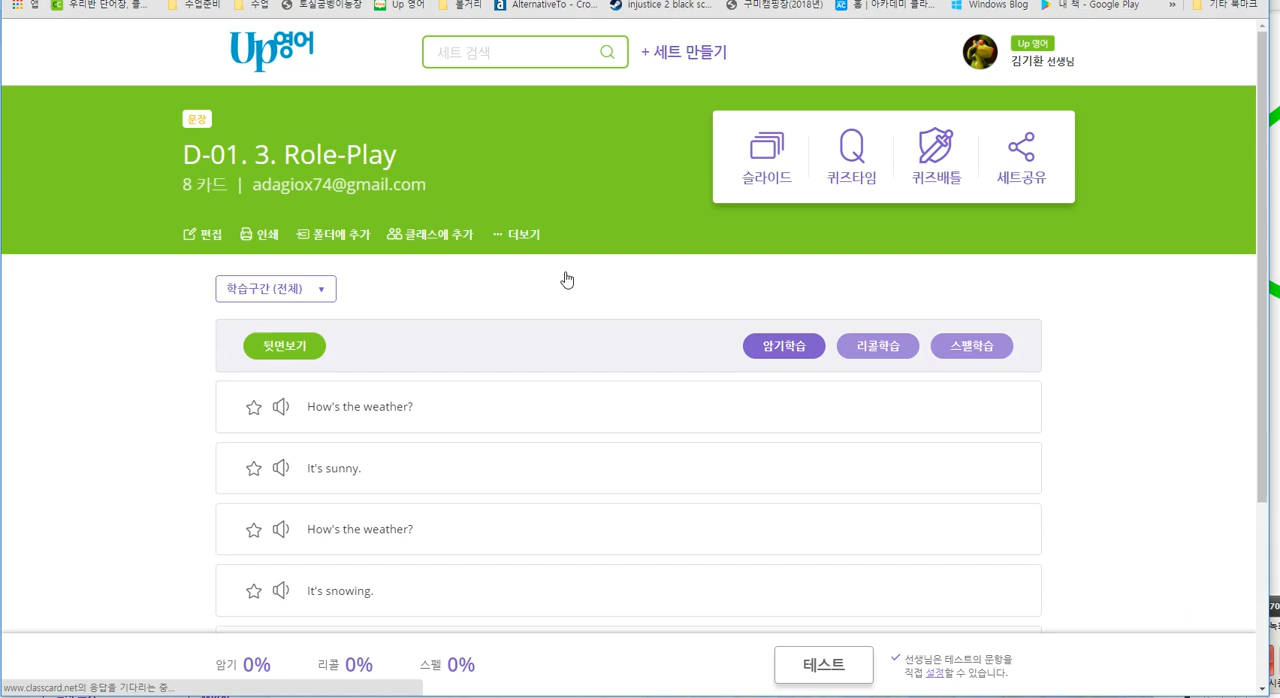 앱 우리반 단어장, 클... 수업준비 수업 토실금벙이농장 Up 영어 볼거리 AlternativeTo - Cro... injustice 2 black sc... 구미캠핑장(2018년) 홈 | 아카데미 클라... Windows Blog 내 책 - Google Play » 기타 북마크
Up영어
세트 검색
+ 세트 만들기
Up 영어
김기환 선생님
문장
D-01. 3. Role-Play
8 카드 | adagiox74@gmail.com
슬라이드 퀴즈타임 퀴즈배틀 세트공유
편집 인쇄 폴더에 추가 클래스에 추가 ··· 더보기
학습구간 (전체) ▼
뒷면보기 암기학습 리콜학습 스펠학습
How's the weather?
It's sunny.
How's the weather?
It's snowing.
암기 0% 리콜 0% 스펠 0%
테스트
선생님은 테스트의 문항을
직접 설정할 수 있습니다.
www.classcard.net의 응답을 기다리는 중...